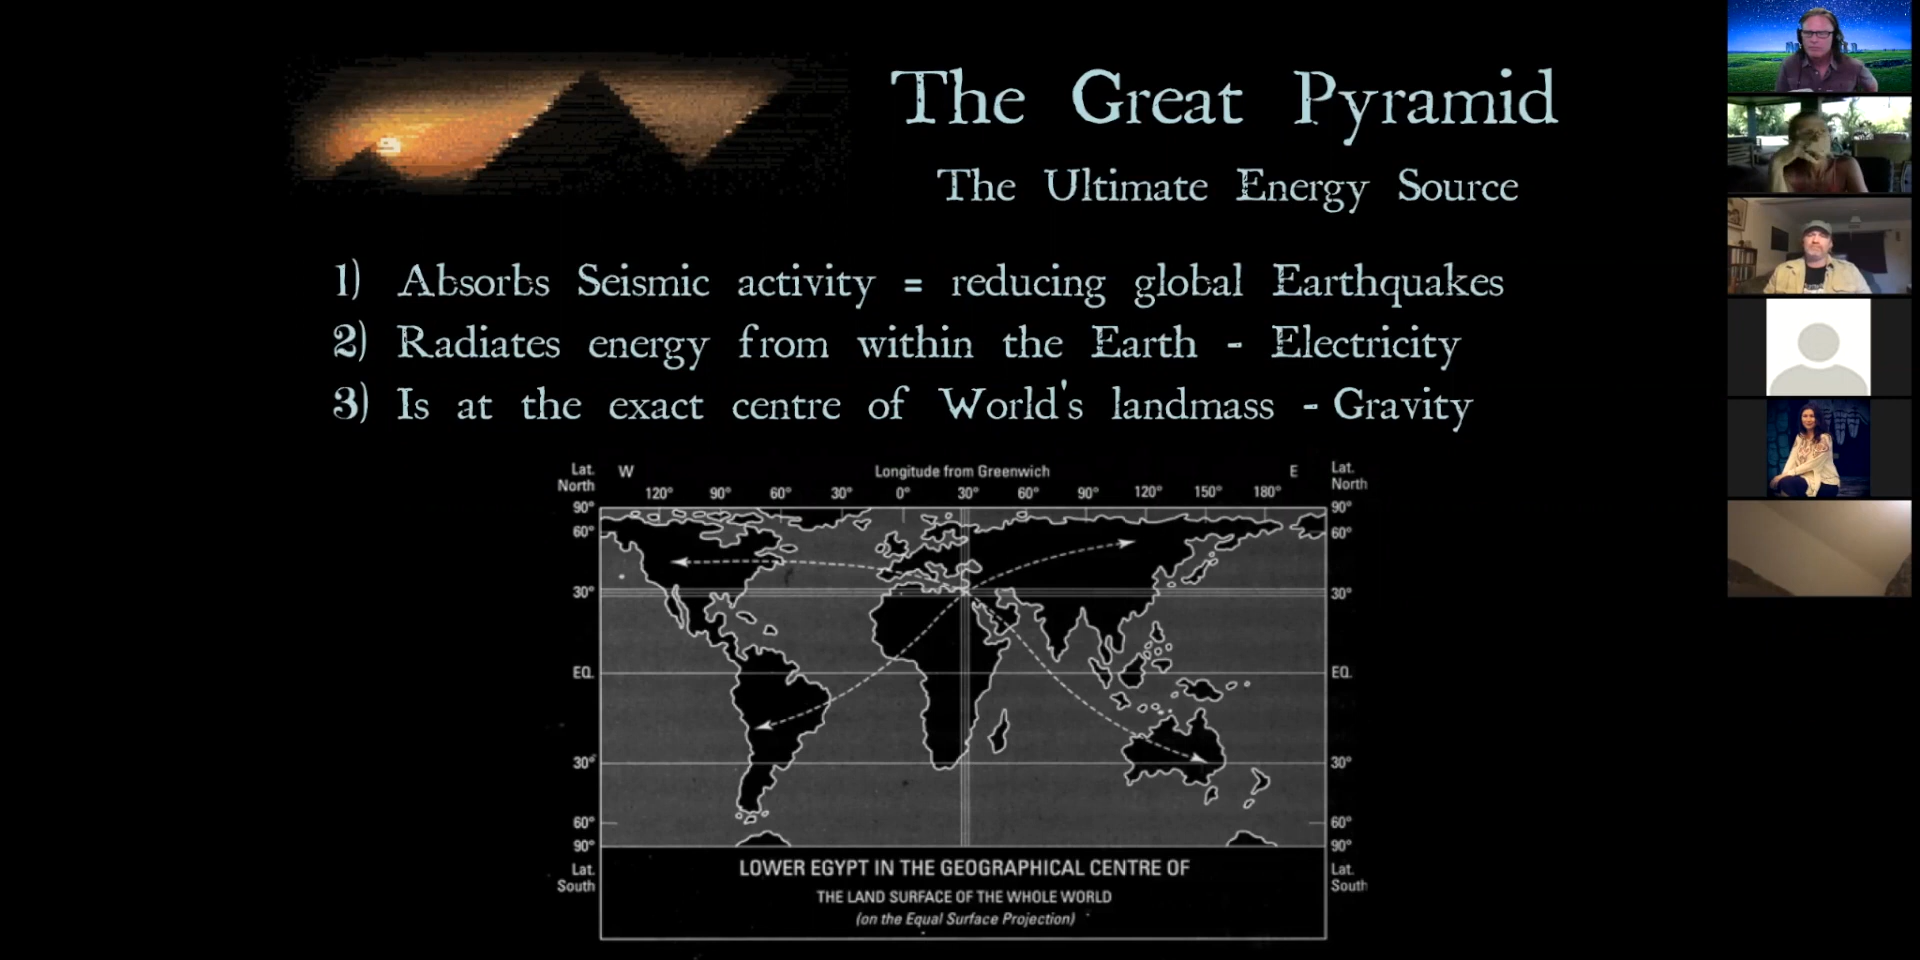 The Great Pyramid
The Ultimate Energy Source
1) Absorbs Seismic activity = reducing global Earthquakes
2) Radiates energy from within the Earth - Electricity
3) Is at the exact centre of World's landmass - Gravity
Lat. North W Longitude from Greenwich E Lat. North
120° 90° 60° 30° 0° 30° 60° 90° 120° 150° 180°
90° 90°
60° 60°
30° 30°
EQ. EQ.
30° 30°
60° 60°
90° 90°
Lat. South Lat. South
LOWER EGYPT IN THE GEOGRAPHICAL CENTRE OF
THE LAND SURFACE OF THE WHOLE WORLD
(on the Equal Surface Projection)